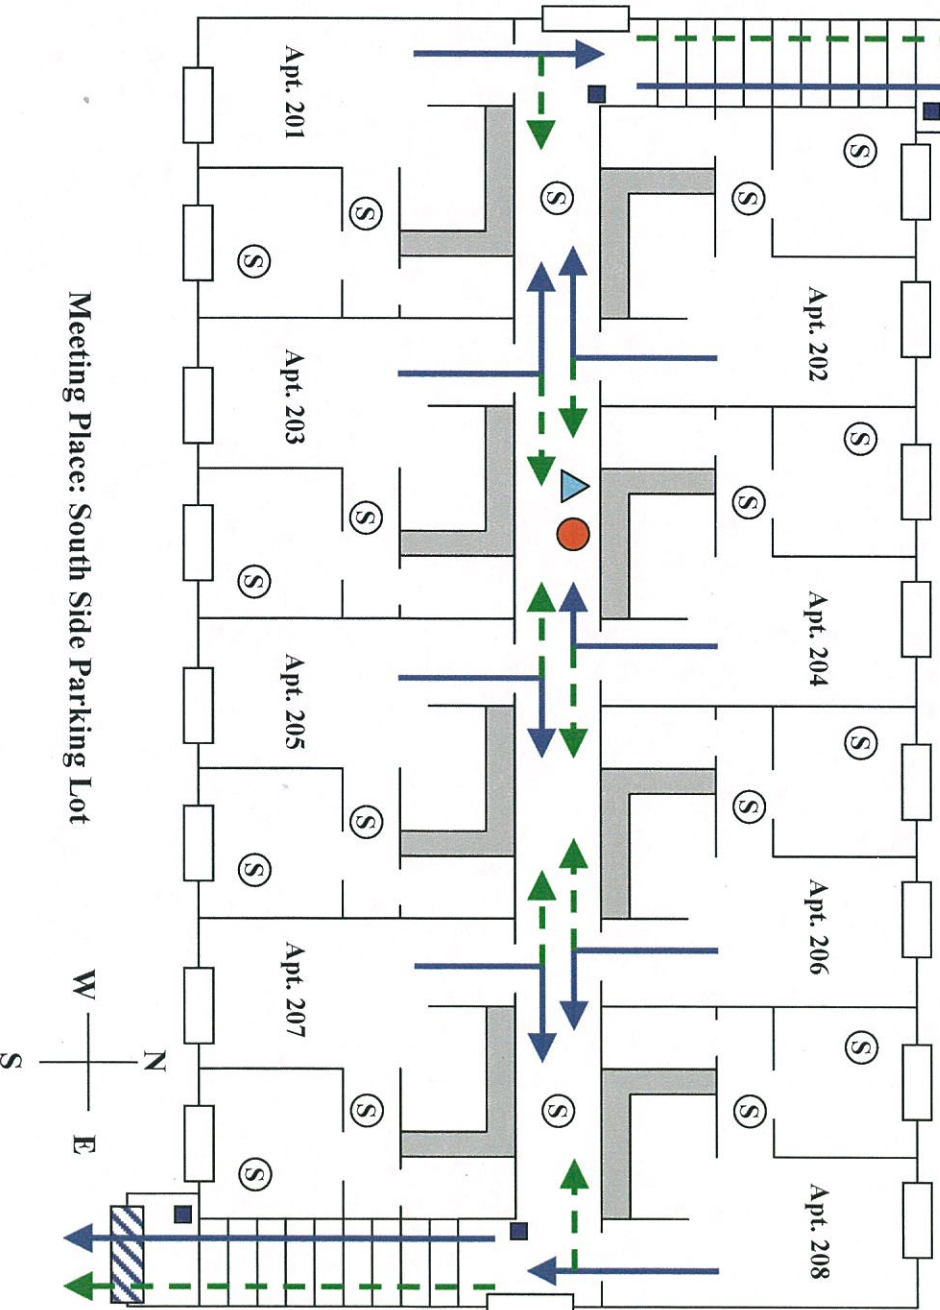 S S S S
Apt. 202 Apt. 204 Apt. 206 Apt. 208
S S S S
S S
S S S S
Apt. 201 Apt. 203 Apt. 205 Apt. 207
S S S S
N
Meeting Place: South Side Parking Lot
W E
S